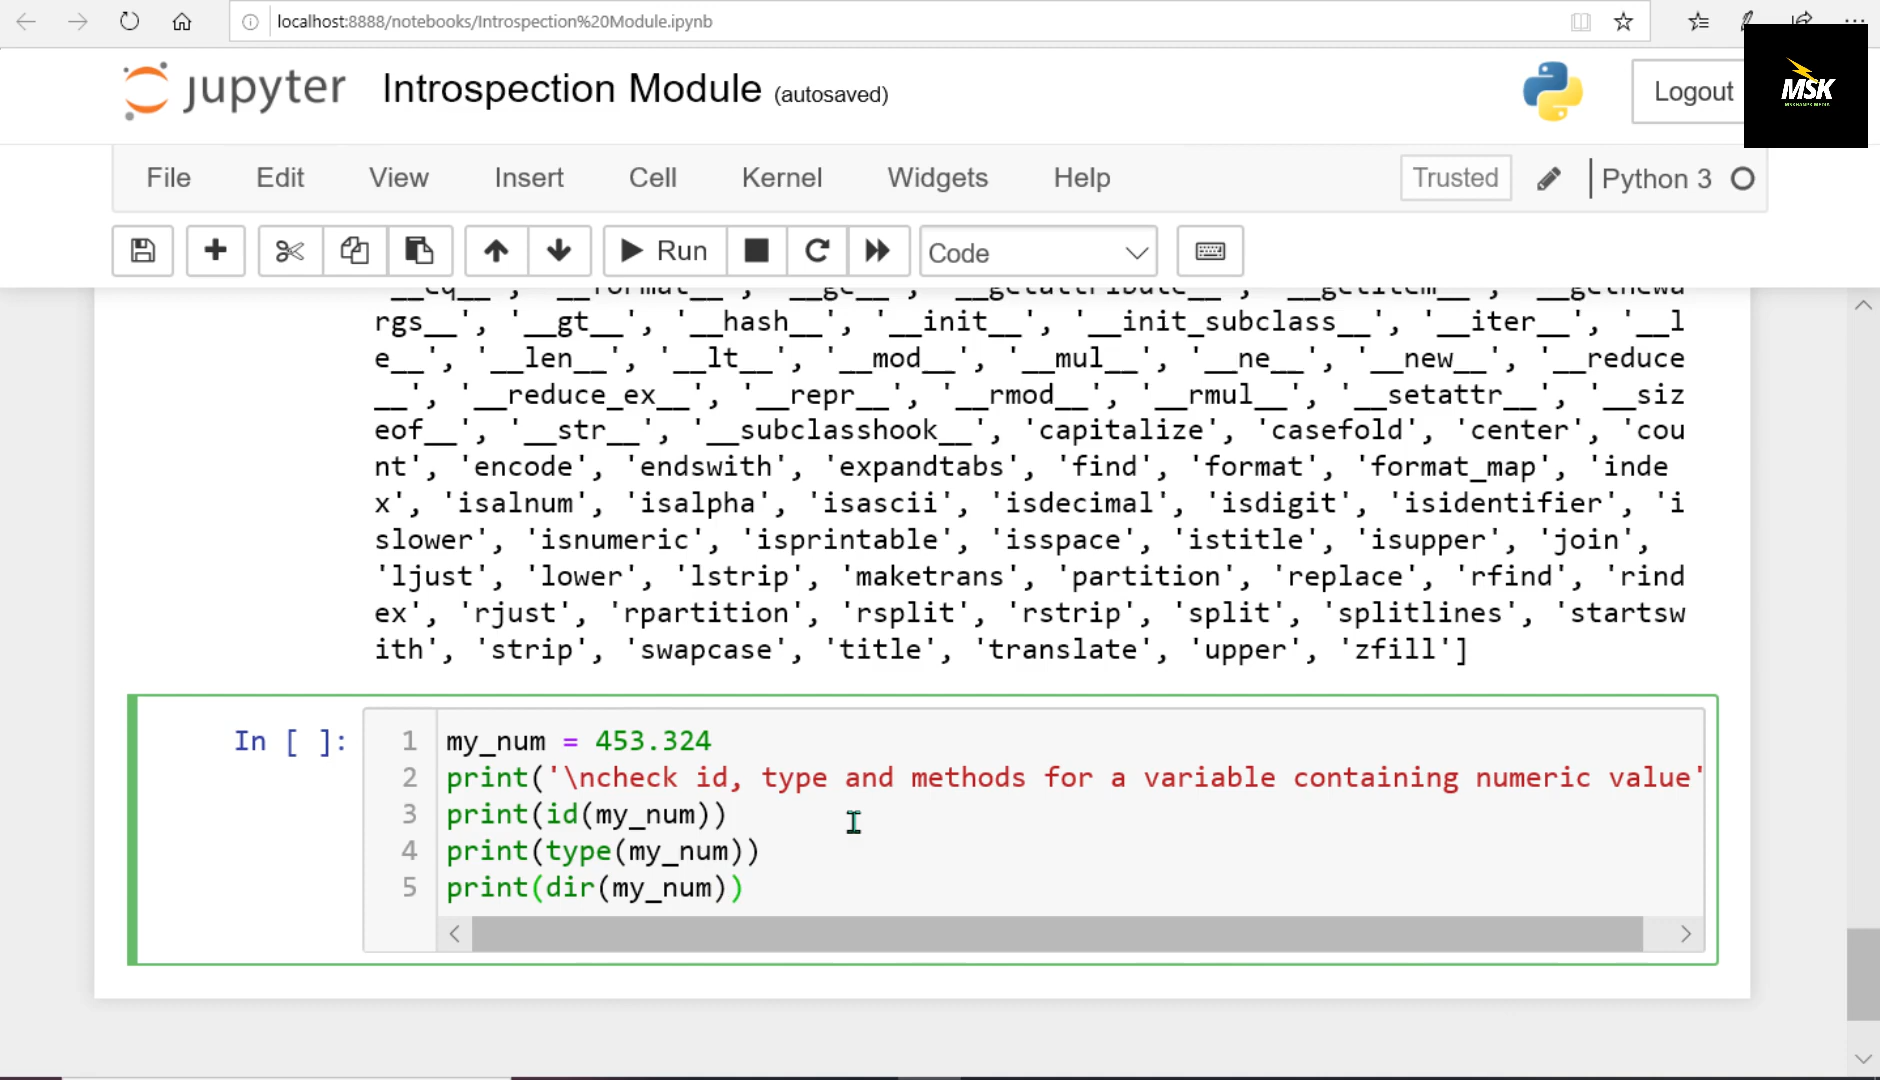 localhost:8888/notebooks/Introspection%20Module.ipynb
jupyter Introspection Module (autosaved)
Logout
MSK
File Edit View Insert Cell Kernel Widgets Help
Trusted Python 3
Run Code
'__eq__', '__format__', '__ge__', '__getattribute__', '__getitem__', '__getnewa
rgs__', '__gt__', '__hash__', '__init__', '__init_subclass__', '__iter__', '__l
e__', '__len__', '__lt__', '__mod__', '__mul__', '__ne__', '__new__', '__reduce
__', '__reduce_ex__', '__repr__', '__rmod__', '__rmul__', '__setattr__', '__siz
eof__', '__str__', '__subclasshook__', 'capitalize', 'casefold', 'center', 'cou
nt', 'encode', 'endswith', 'expandtabs', 'find', 'format', 'format_map', 'inde
x', 'isalnum', 'isalpha', 'isascii', 'isdecimal', 'isdigit', 'isidentifier', 'i
slower', 'isnumeric', 'isprintable', 'isspace', 'istitle', 'isupper', 'join',
'ljust', 'lower', 'lstrip', 'maketrans', 'partition', 'replace', 'rfind', 'rind
ex', 'rjust', 'rpartition', 'rsplit', 'rstrip', 'split', 'splitlines', 'startsw
ith', 'strip', 'swapcase', 'title', 'translate', 'upper', 'zfill']
In [ ]:
1 my_num = 453.324
2 print('\ncheck id, type and methods for a variable containing numeric value'
3 print(id(my_num))
4 print(type(my_num))
5 print(dir(my_num))